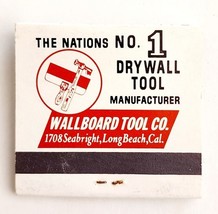 THE NATIONS NO. 1
DRYWALL
TOOL
MANUFACTURER
WALLBOARD TOOL CO.
1708 Seabright, Long Beach, Cal.